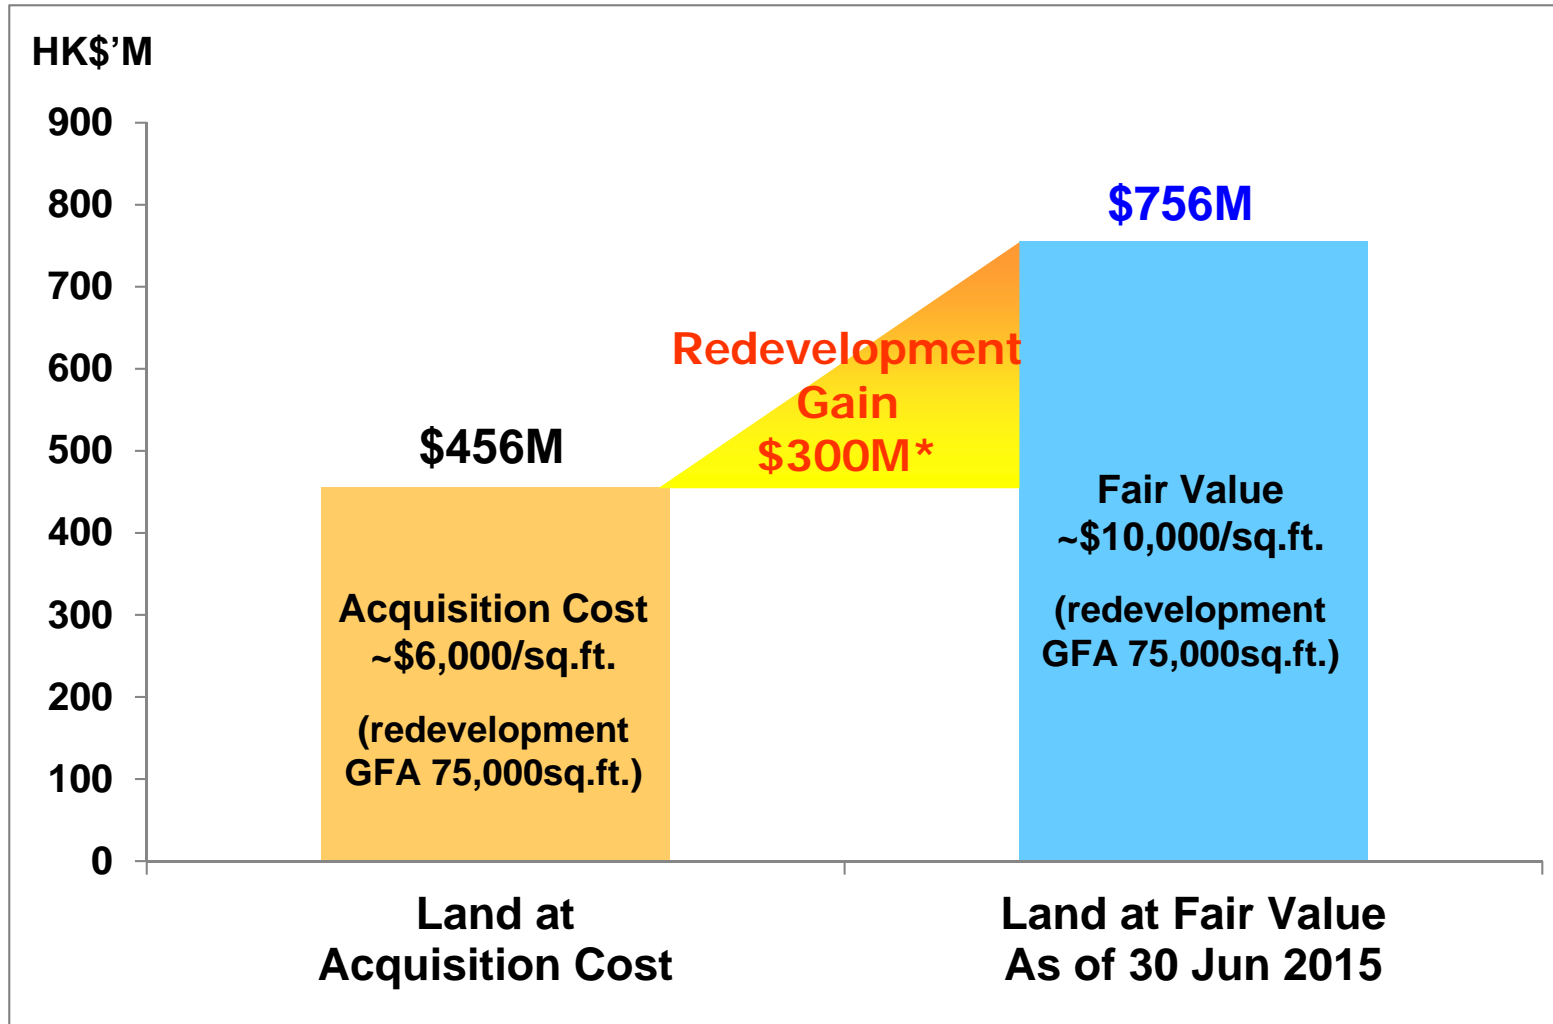 HK$’M
900
800
700
600
500
400
300
200
100
0
$456M
Acquisition Cost
~$6,000/sq.ft.
(redevelopment
GFA 75,000sq.ft.)
Redevelopment
Gain
$300M*
$756M
Fair Value
~$10,000/sq.ft.
(redevelopment
GFA 75,000sq.ft.)
Land at
Acquisition Cost
Land at Fair Value
As of 30 Jun 2015